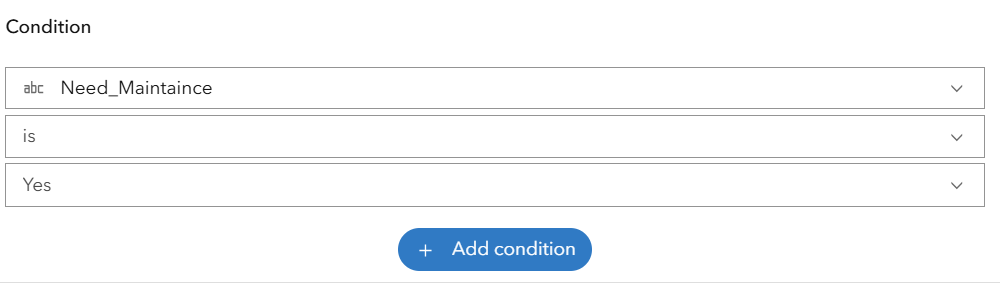 Condition
abc Need_Maintaince
is
Yes
+ Add condition